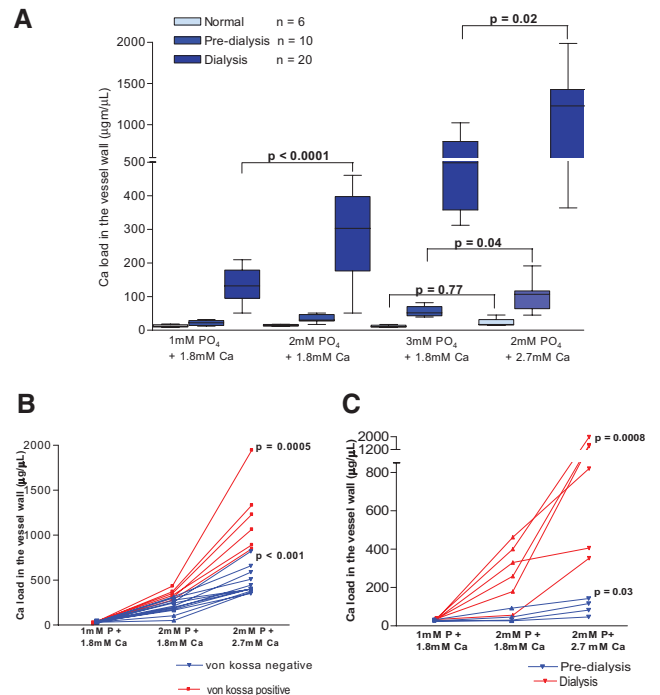 A
Normal n = 6
Pre-dialysis n = 10
Dialysis n = 20
p = 0.02
p < 0.0001
p = 0.04
p = 0.77
Ca load in the vessel wall (µgm/µL)
2000
1500
1000
500
400
300
200
100
0
1mM PO4 + 1.8mM Ca
2mM PO4 + 1.8mM Ca
3mM PO4 + 1.8mM Ca
2mM PO4 + 2.7mM Ca
B
Ca load in the vessel wall (µg/µL)
2000
1500
1000
500
0
p = 0.0005
p < 0.001
1mM P + 1.8mM Ca
2mM P + 1.8mM Ca
2mM P + 2.7mM Ca
von kossa negative
von kossa positive
C
Ca load in the vessel wall (µg/µL)
2000
1200
800
600
400
200
0
p = 0.0008
p = 0.03
1mM P + 1.8mM Ca
2mM P + 1.8mM Ca
2mM P+ 2.7 mM Ca
Pre-dialysis
Dialysis